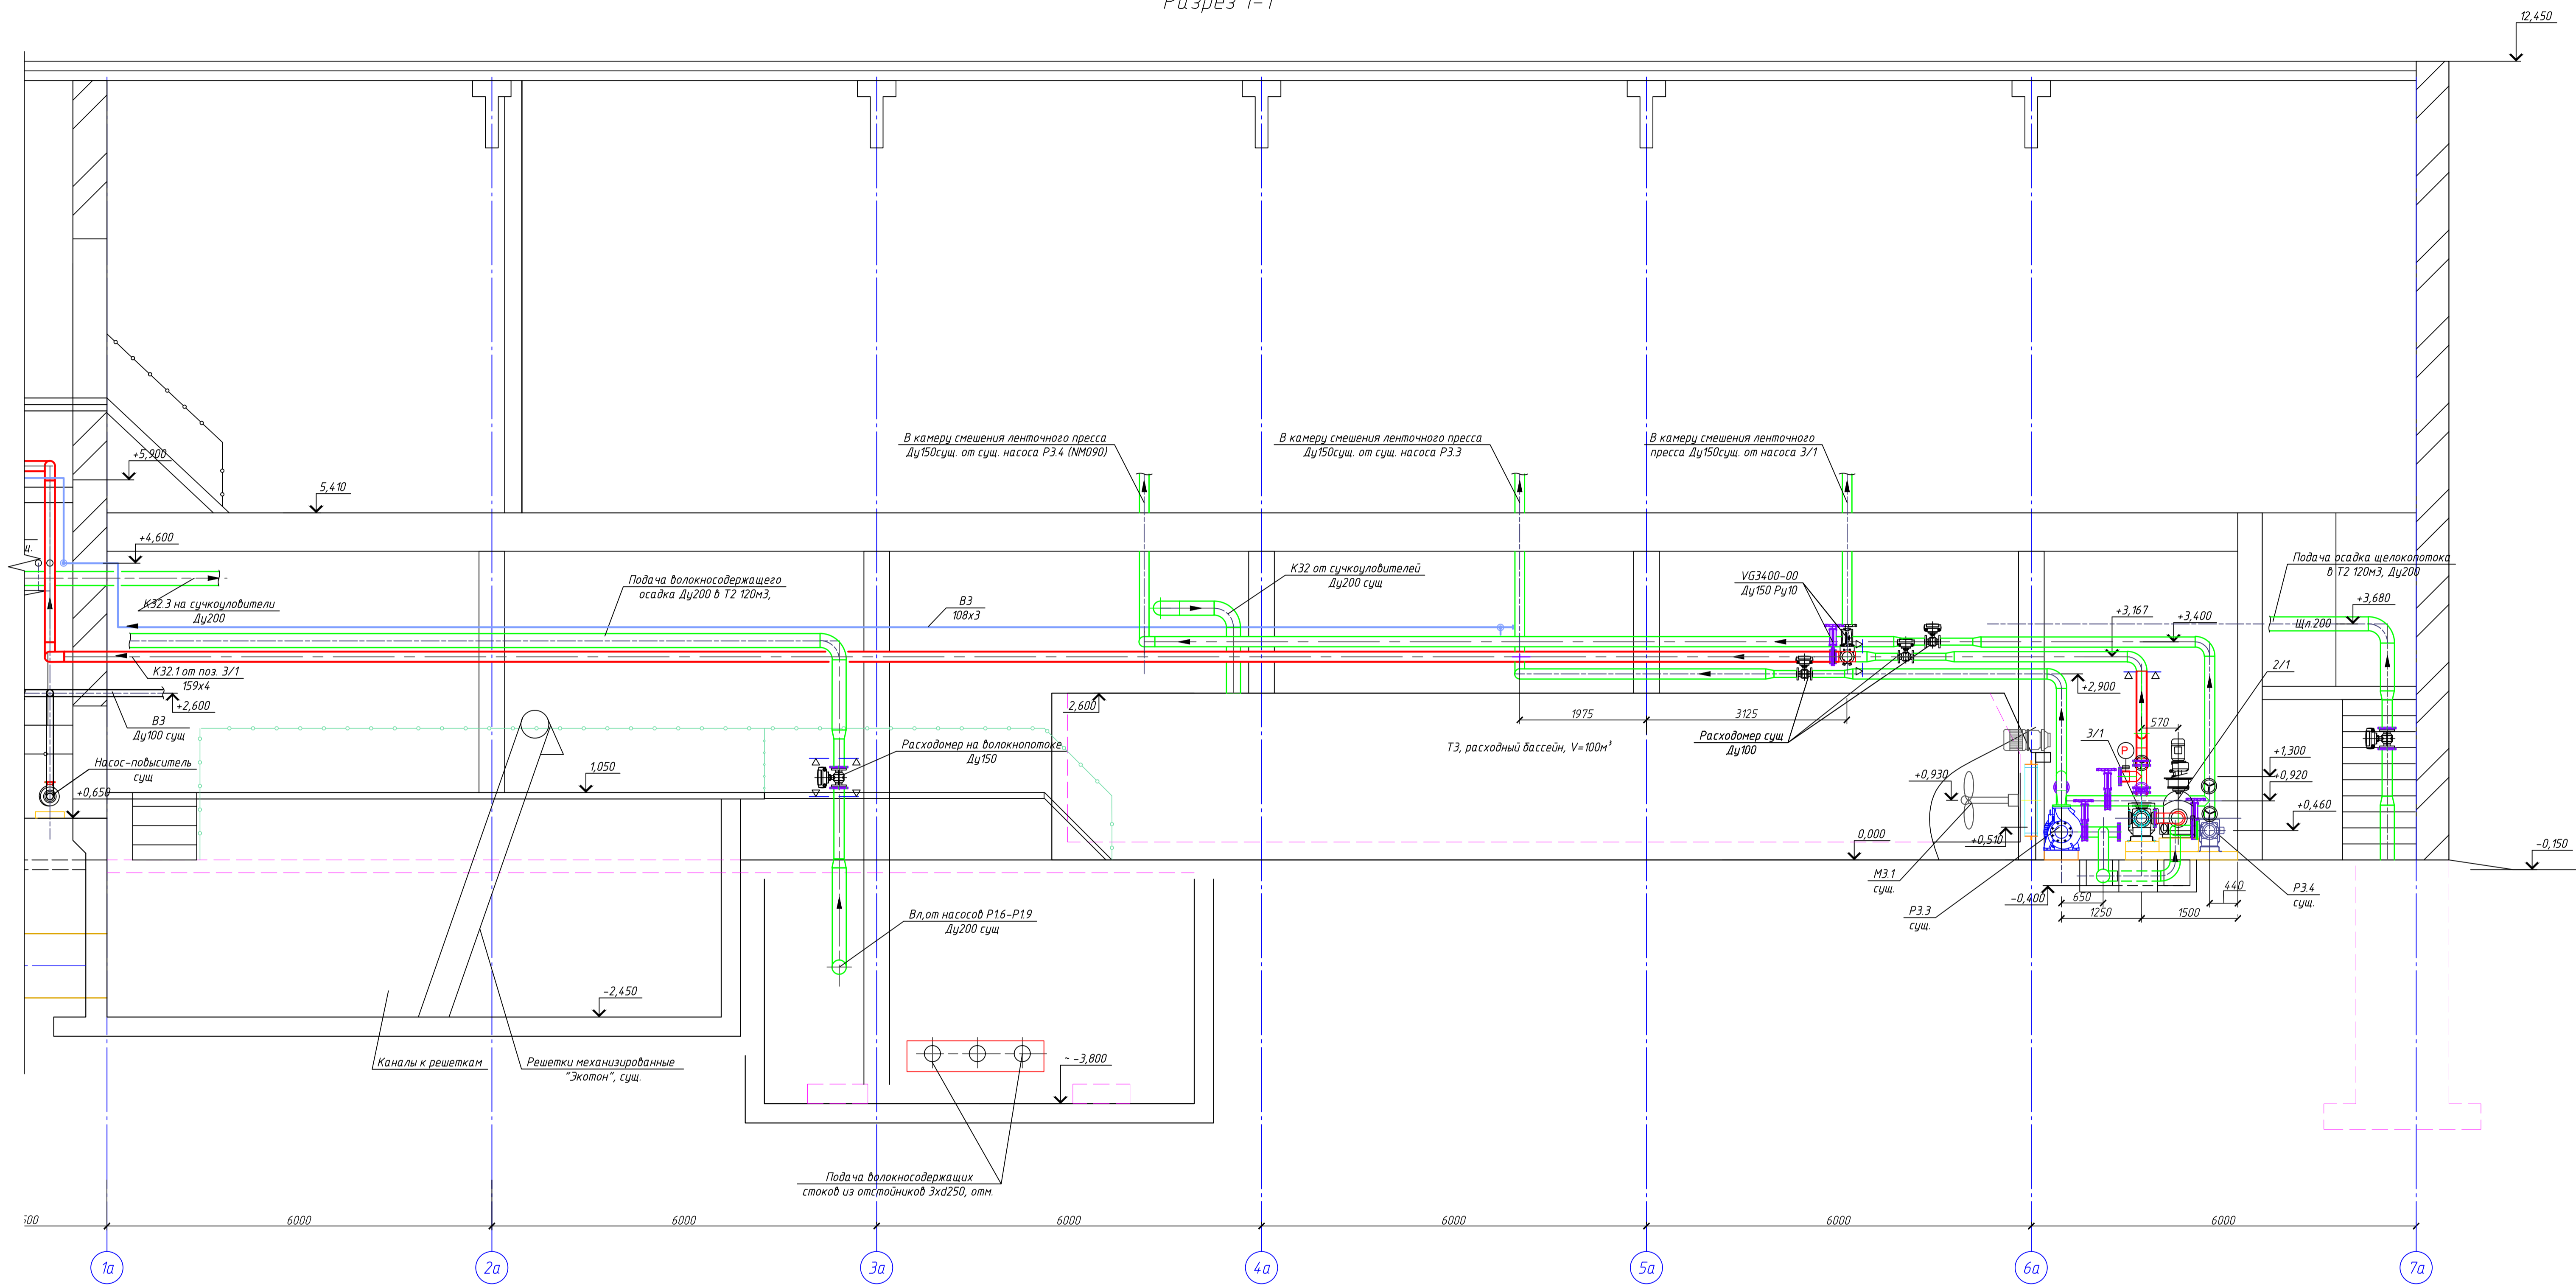 Разрез 1-1
12,450
В камеру смешения ленточного пресса
Ду150сущ. от сущ. насоса Р3.4 (NM090)
В камеру смешения ленточного пресса
Ду150сущ. от сущ. насоса Р3.3
В камеру смешения ленточного
пресса Ду150сущ. от насоса 3/1
+5,900
5,410
+4,600
К32.3 на сучкоуловители
Ду200
Подача волокносодержащего
осадка Ду200 в Т2 120м3,
В3
108х3
К32 от сучкоуловителей
Ду200 сущ
VG3400-00
Ду150 Ру10
Подача осадка щелокопотока
в Т2 120м3, Ду200
+3,680
Щл.200
+3,167
+3,400
К32.1 от поз. 3/1
159х4
+2,600
В3
Ду100 сущ
2,600
+2,900
2/1
1975
3125
570
3/1
Расходомер сущ
Ду100
Т3, расходный бассейн, V=100м³
Расходомер на волокнопотоке
Ду150
Насос-повыситель
сущ
+0,650
1,050
Р
+1,300
+0,920
+0,930
+0,460
+0,510
0,000
-0,150
М3.1
сущ.
Р3.3
сущ.
-0,400
650
440
1250
1500
Р3.4
сущ.
Вл,от насосов Р1.6-Р1.9
Ду200 сущ
-2,450
Каналы к решеткам
Решетки механизированные
"Экотон", сущ.
~ -3,800
Подача волокносодержащих
стоков из отстойников 3хd250, отм.
6000
6000
6000
6000
6000
6000
1а
2а
3а
4а
5а
6а
7а